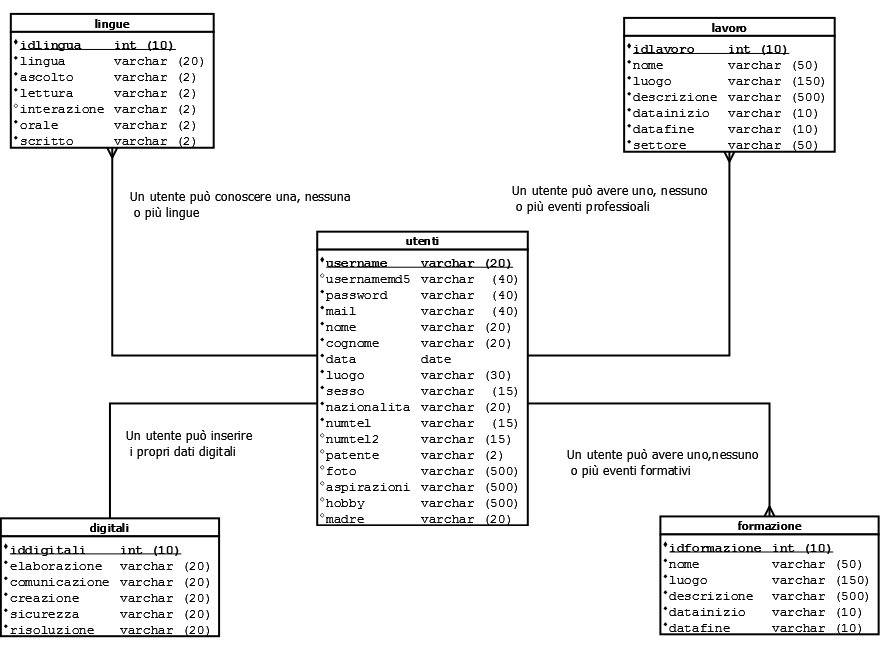 lingue
idlingua int (10)
lingua varchar (20)
ascolto varchar (2)
lettura varchar (2)
interazione varchar (2)
orale varchar (2)
scritto varchar (2)
lavoro
idlavoro int (10)
nome varchar (50)
luogo varchar (150)
descrizione varchar (500)
datainizio varchar (10)
datafine varchar (10)
settore varchar (50)
Un utente può conoscere una, nessuna
o più lingue
Un utente può avere uno, nessuno
o più eventi professioali
utenti
username varchar (20)
usernamemd5 varchar (40)
password varchar (40)
mail varchar (40)
nome varchar (20)
cognome varchar (20)
data date
luogo varchar (30)
sesso varchar (15)
nazionalita varchar (20)
numtel varchar (15)
numtel2 varchar (15)
patente varchar (2)
foto varchar (500)
aspirazioni varchar (500)
hobby varchar (500)
madre varchar (20)
Un utente può inserire
i propri dati digitali
Un utente può avere uno,nessuno
o più eventi formativi
digitali
iddigitali int (10)
elaborazione varchar (20)
comunicazione varchar (20)
creazione varchar (20)
sicurezza varchar (20)
risoluzione varchar (20)
formazione
idformazione int (10)
nome varchar (50)
luogo varchar (150)
descrizione varchar (500)
datainizio varchar (10)
datafine varchar (10)